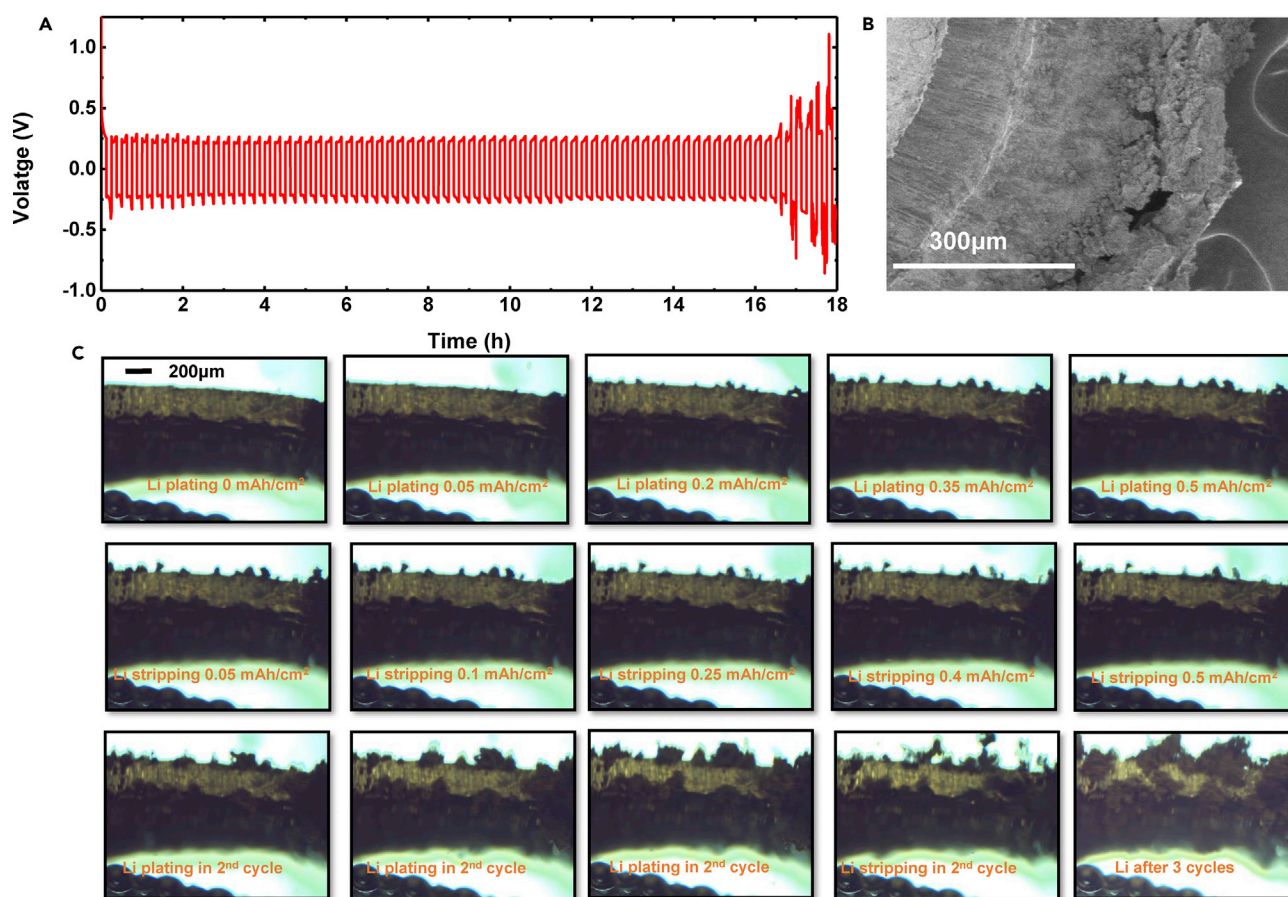 A
1.0
0.5
0.0
-0.5
-1.0
Volatge (V)
0 2 4 6 8 10 12 14 16 18
Time (h)
B
300μm
C
200μm
Li plating 0 mAh/cm²
Li plating 0.05 mAh/cm²
Li plating 0.2 mAh/cm²
Li plating 0.35 mAh/cm²
Li plating 0.5 mAh/cm²
Li stripping 0.05 mAh/cm²
Li stripping 0.1 mAh/cm²
Li stripping 0.25 mAh/cm²
Li stripping 0.4 mAh/cm²
Li stripping 0.5 mAh/cm²
Li plating in 2ⁿᵈ cycle
Li plating in 2ⁿᵈ cycle
Li plating in 2ⁿᵈ cycle
Li stripping in 2ⁿᵈ cycle
Li after 3 cycles